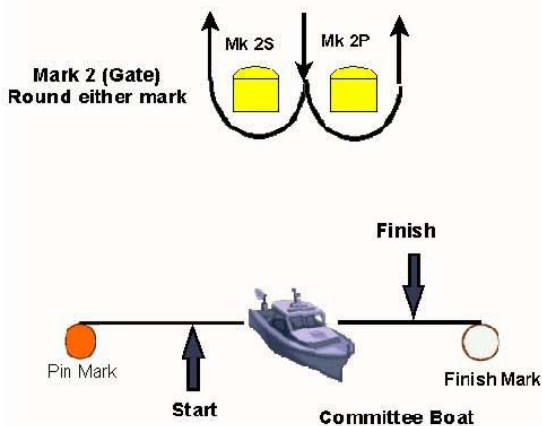 Mk 2S
Mk 2P
Mark 2 (Gate)
Round either mark
Finish
Pin Mark
Finish Mark
Start
Committee Boat